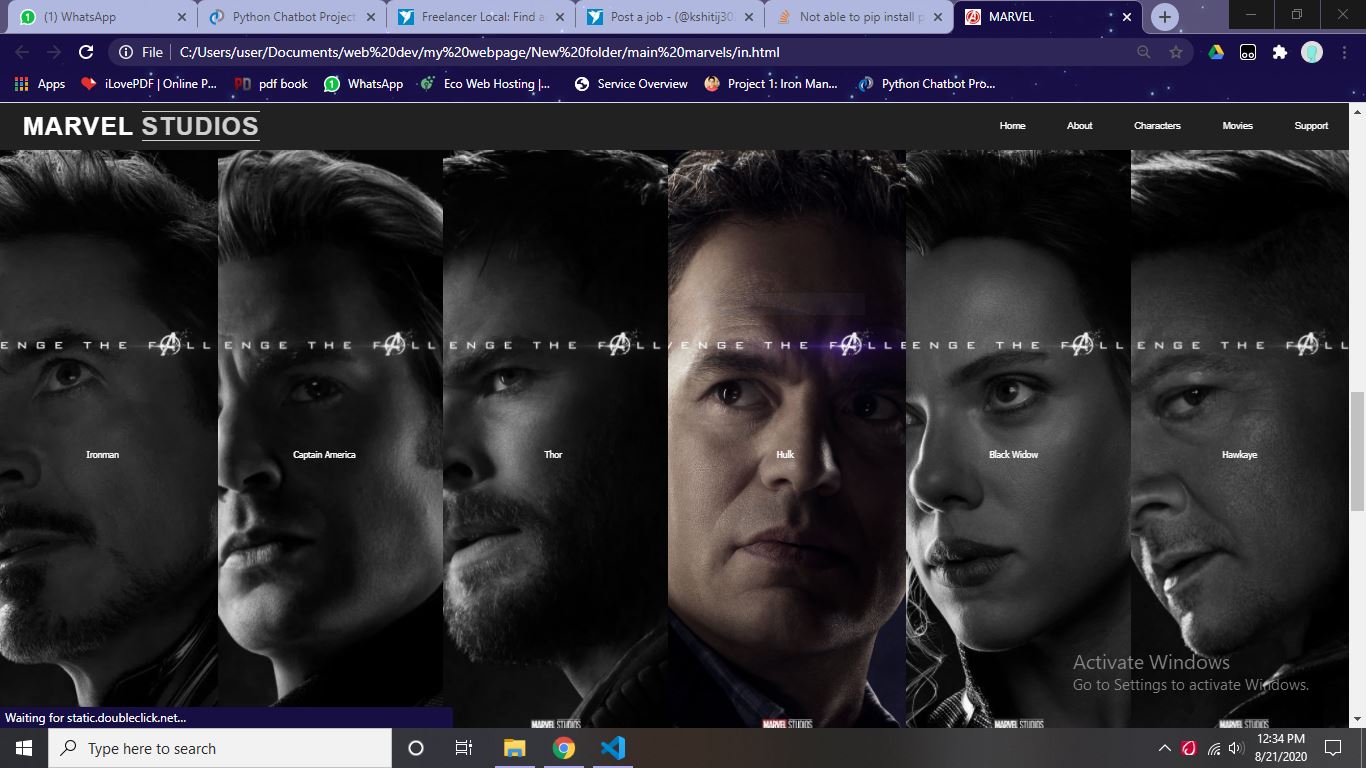 (1) WhatsApp
Python Chatbot Project
Freelancer Local: Find a
Post a job - (@kshitij30
Not able to pip install p
MARVEL
File
C:/Users/user/Documents/web%20dev/my%20webpage/New%20folder/main%20marvels/in.html
Apps
iLovePDF | Online P...
pdf book
WhatsApp
Eco Web Hosting |...
Service Overview
Project 1: Iron Man...
Python Chatbot Pro...
MARVEL STUDIOS
Home
About
Characters
Movies
Support
ENGE THE FALL
ENGE THE FALL
ENGE THE FALL
VENGE THE FALLE
ENGE THE FALL
ENGE THE FALL
Ironman
Captain America
Thor
Hulk
Black Widow
Hawkaye
Activate Windows
Go to Settings to activate Windows.
MARVEL STUDIOS
MARVEL STUDIOS
MARVEL STUDIOS
MARVEL STUDIOS
Waiting for static.doubleclick.net...
Type here to search
12:34 PM
8/21/2020